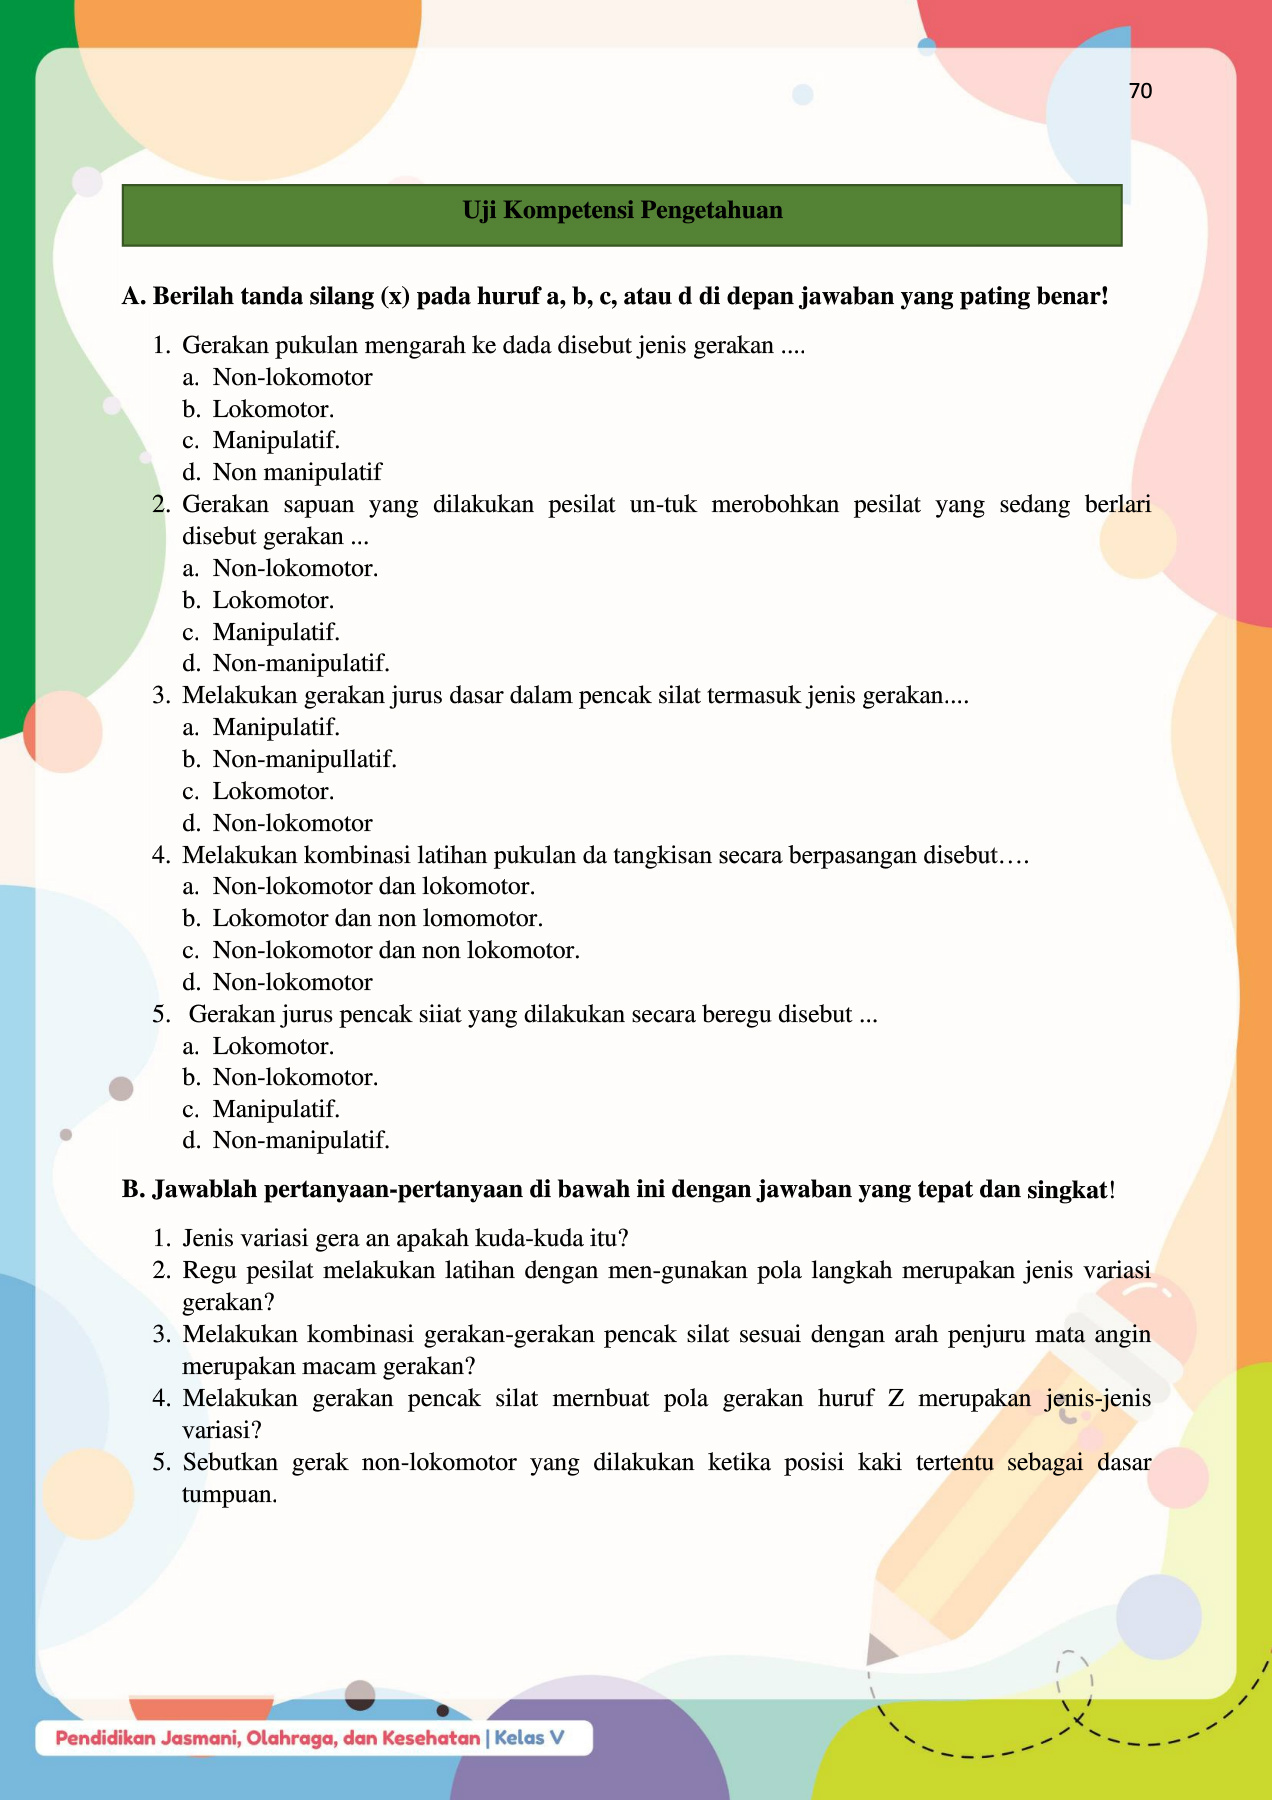 70
Uji Kompetensi Pengetahuan
A. Berilah tanda silang (x) pada huruf a, b, c, atau d di depan jawaban yang pating benar!
1. Gerakan pukulan mengarah ke dada disebut jenis gerakan ....
a. Non-lokomotor
b. Lokomotor.
c. Manipulatif.
d. Non manipulatif
2. Gerakan sapuan yang dilakukan pesilat un-tuk merobohkan pesilat yang sedang berlari
disebut gerakan ...
a. Non-lokomotor.
b. Lokomotor.
c. Manipulatif.
d. Non-manipulatif.
3. Melakukan gerakan jurus dasar dalam pencak silat termasuk jenis gerakan....
a. Manipulatif.
b. Non-manipullatif.
c. Lokomotor.
d. Non-lokomotor
4. Melakukan kombinasi latihan pukulan da tangkisan secara berpasangan disebut….
a. Non-lokomotor dan lokomotor.
b. Lokomotor dan non lomomotor.
c. Non-lokomotor dan non lokomotor.
d. Non-lokomotor
5. Gerakan jurus pencak siiat yang dilakukan secara beregu disebut ...
a. Lokomotor.
b. Non-lokomotor.
c. Manipulatif.
d. Non-manipulatif.
B. Jawablah pertanyaan-pertanyaan di bawah ini dengan jawaban yang tepat dan singkat!
1. Jenis variasi gera an apakah kuda-kuda itu?
2. Regu pesilat melakukan latihan dengan men-gunakan pola langkah merupakan jenis variasi
gerakan?
3. Melakukan kombinasi gerakan-gerakan pencak silat sesuai dengan arah penjuru mata angin
merupakan macam gerakan?
4. Melakukan gerakan pencak silat mernbuat pola gerakan huruf Z merupakan jenis-jenis
variasi?
5. Sebutkan gerak non-lokomotor yang dilakukan ketika posisi kaki tertentu sebagai dasar
tumpuan.
Pendidikan Jasmani, Olahraga, dan Kesehatan | Kelas V